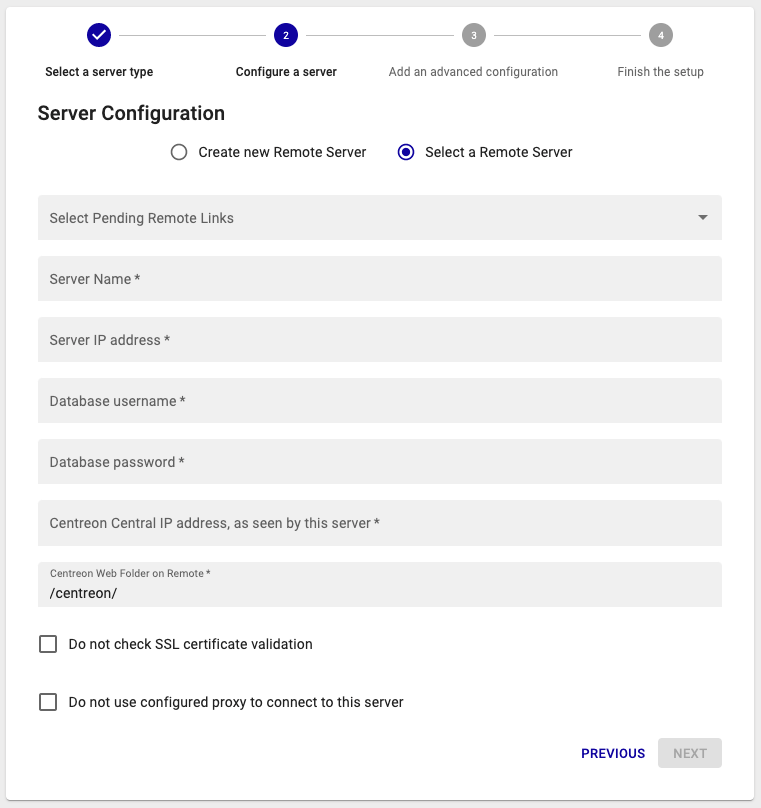 2
3
4
Select a server type
Configure a server
Add an advanced configuration
Finish the setup
Server Configuration
Create new Remote Server
Select a Remote Server
Select Pending Remote Links
Server Name *
Server IP address *
Database username *
Database password *
Centreon Central IP address, as seen by this server *
Centreon Web Folder on Remote *
/centreon/
Do not check SSL certificate validation
Do not use configured proxy to connect to this server
PREVIOUS
NEXT